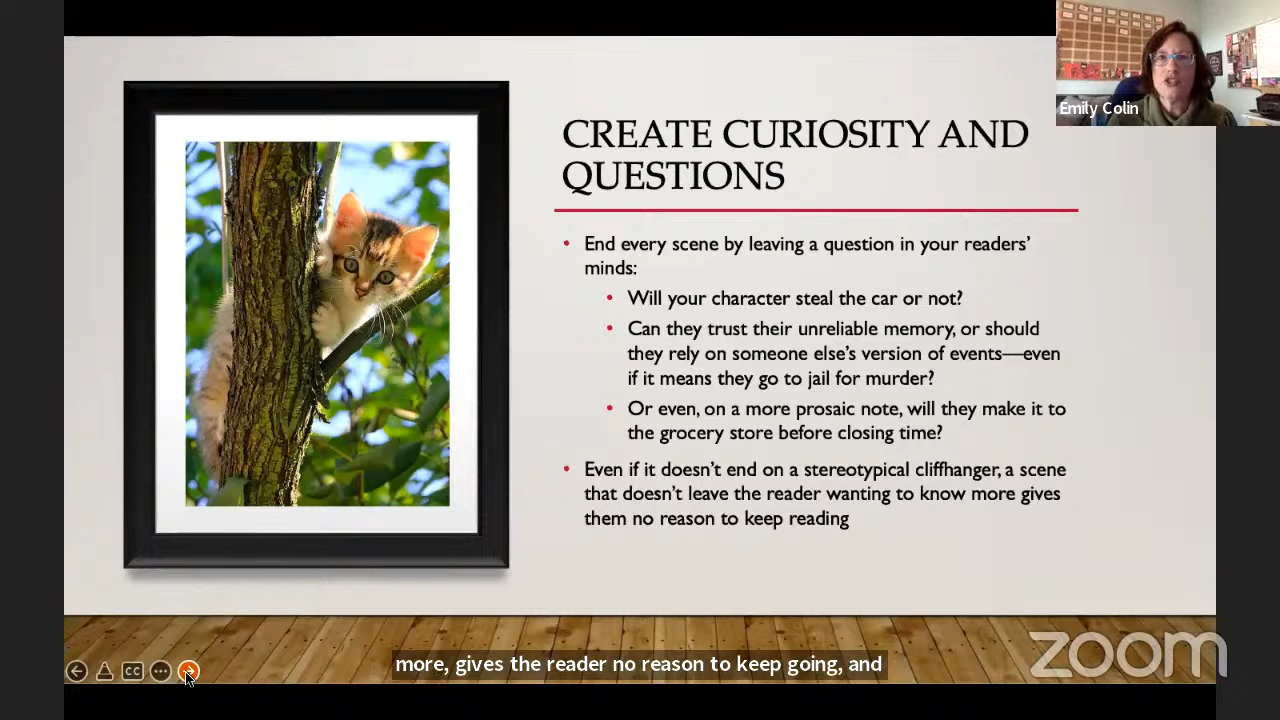 Emily Colin
CREATE CURIOSITY AND
QUESTIONS
• End every scene by leaving a question in your readers’
minds:
• Will your character steal the car or not?
• Can they trust their unreliable memory, or should
they rely on someone else’s version of events—even
if it means they go to jail for murder?
• Or even, on a more prosaic note, will they make it to
the grocery store before closing time?
• Even if it doesn’t end on a stereotypical cliffhanger, a scene
that doesn’t leave the reader wanting to know more gives
them no reason to keep reading
more, gives the reader no reason to keep going, and
CC
zoom